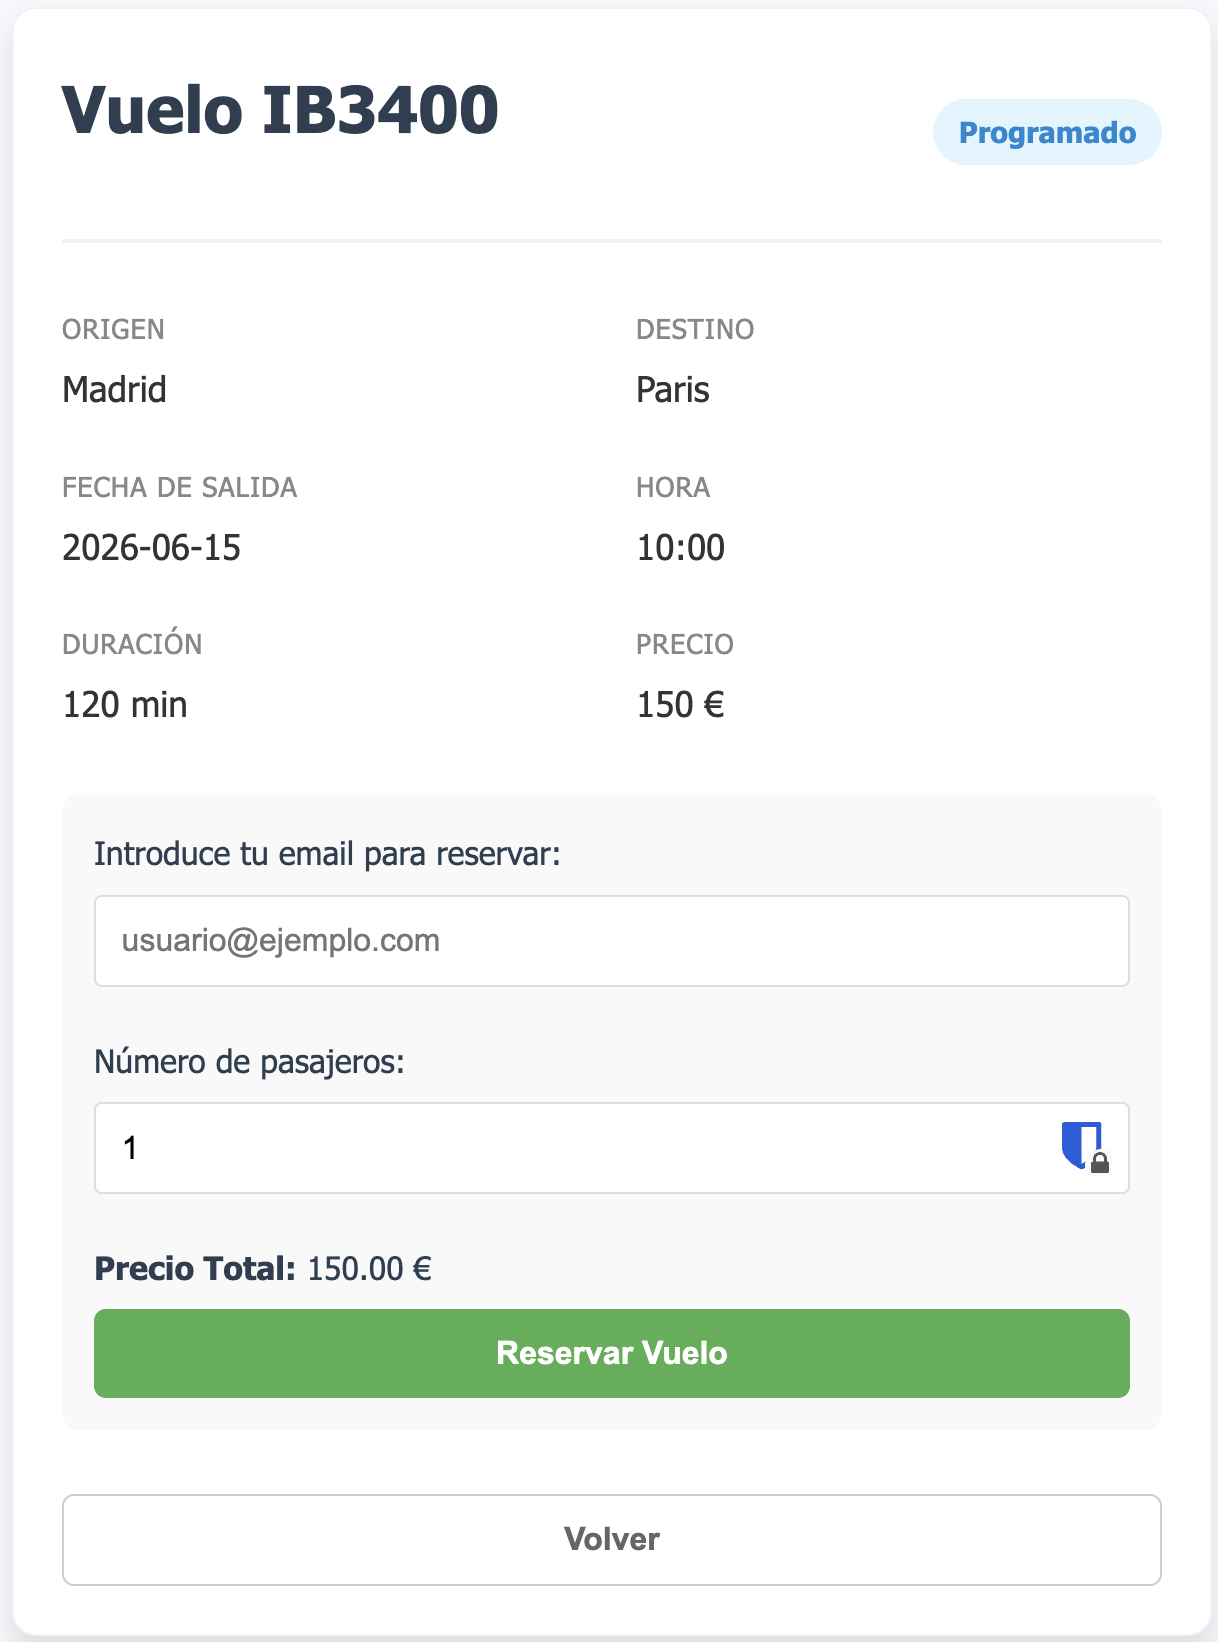 Vuelo IB3400
Programado
ORIGEN
Madrid
DESTINO
Paris
FECHA DE SALIDA
2026-06-15
HORA
10:00
DURACIÓN
120 min
PRECIO
150 €
Introduce tu email para reservar:
usuario@ejemplo.com
Número de pasajeros:
1
Precio Total: 150.00 €
Reservar Vuelo
Volver